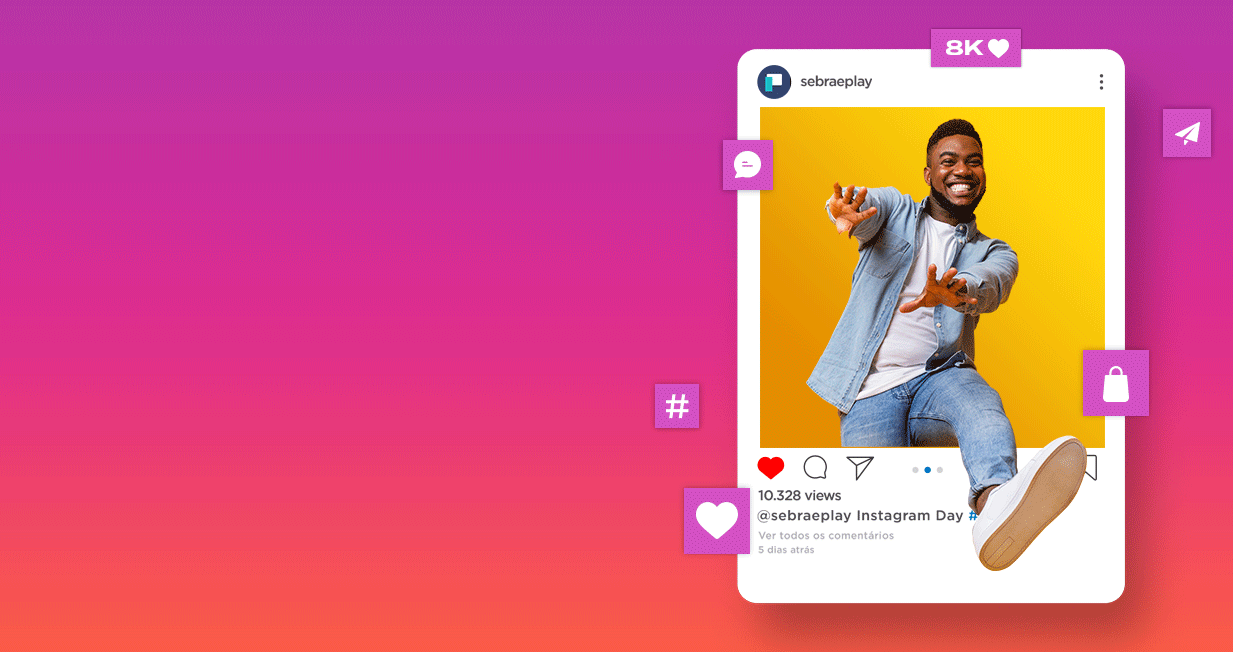 8K
sebraeplay
#
10.328 views
@sebraeplay Instagram Day #
Ver todos os comentários
5 dias atrás